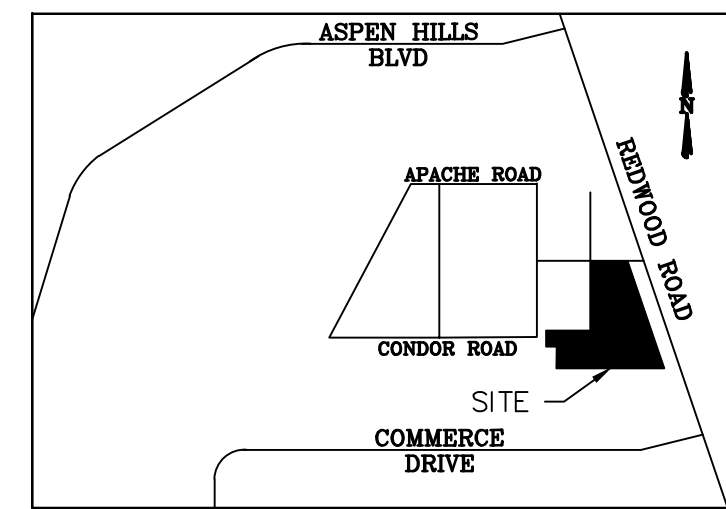 ASPEN HILLS
BLVD
N
REDWOOD ROAD
APACHE ROAD
CONDOR ROAD
SITE
COMMERCE
DRIVE